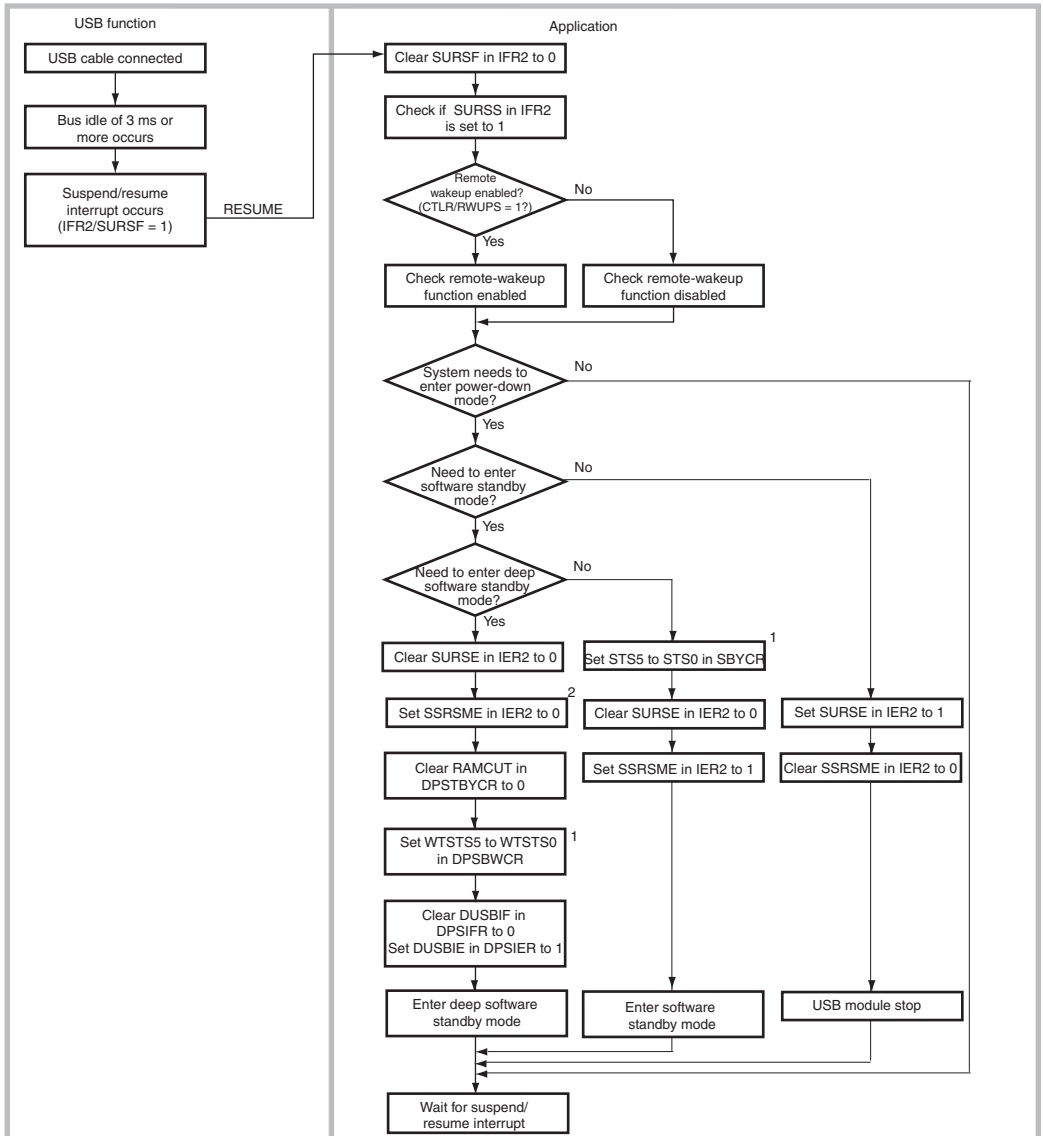 USB function
USB cable connected
Bus idle of 3 ms or
more occurs
Suspend/resume
interrupt occurs
(IFR2/SURSF = 1)
RESUME
Application
Clear SURSF in IFR2 to 0
Check if SURSS in IFR2
is set to 1
Remote
wakeup enabled?
(CTLR/RWUPS = 1?)
No
Yes
Check remote-wakeup
function enabled
Check remote-wakeup
function disabled
System needs to
enter power-down
mode?
No
Yes
Need to enter
software standby
mode?
No
Yes
Need to enter deep
software standby
mode?
No
Yes
Clear SURSE in IER2 to 0
Set SSRSME in IER2 to 0
2
Clear RAMCUT in
DPSTBYCR to 0
Set WTSTS5 to WTSTS0
in DPSBWCR
1
Clear DUSBIF in
DPSIFR to 0
Set DUSBIE in DPSIER to 1
Enter deep software
standby mode
Set STS5 to STS0 in SBYCR
1
Clear SURSE in IER2 to 0
Set SSRSME in IER2 to 1
Enter software
standby mode
Set SURSE in IER2 to 1
Clear SSRSME in IER2 to 0
USB module stop
Wait for suspend/
resume interrupt